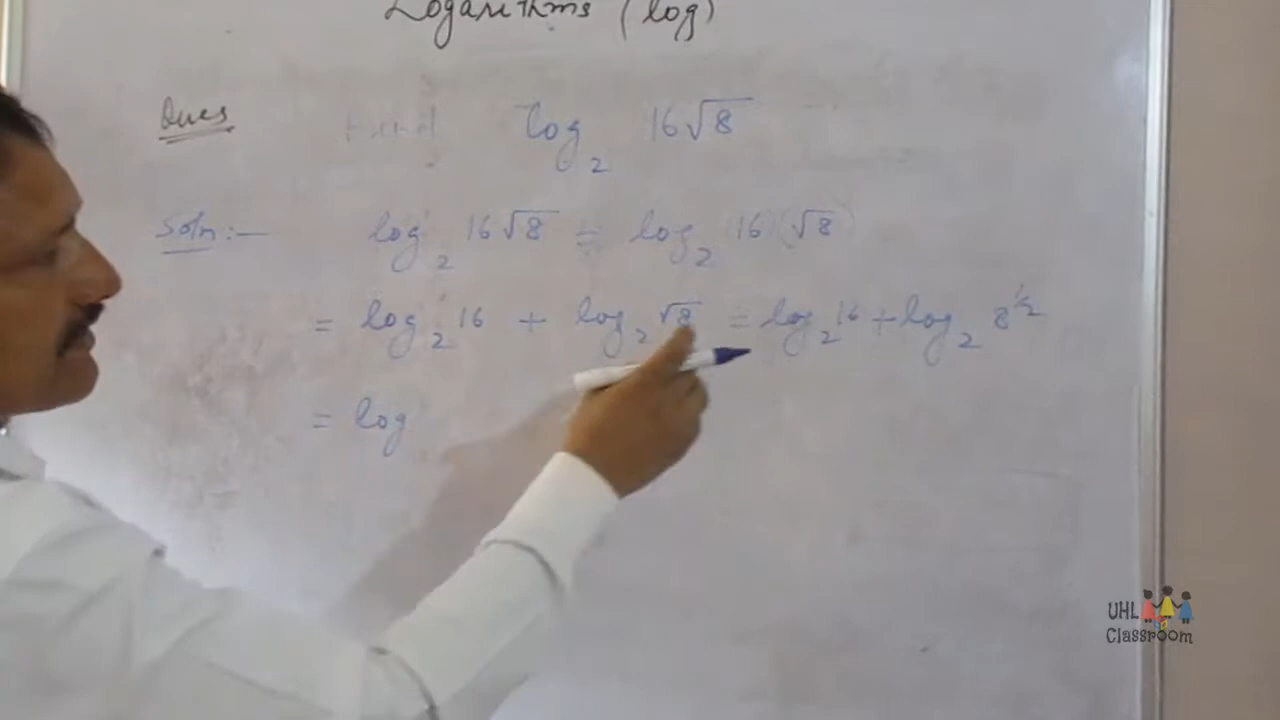 Logarithms (log)
Ques Find log₂ 16√8
Soln:- log₂ 16√8 = log₂ (16)(√8)
= log₂ 16 + log₂ √8 = log₂ 16 + log₂ 8^1/2
= log
UHL
Classroom